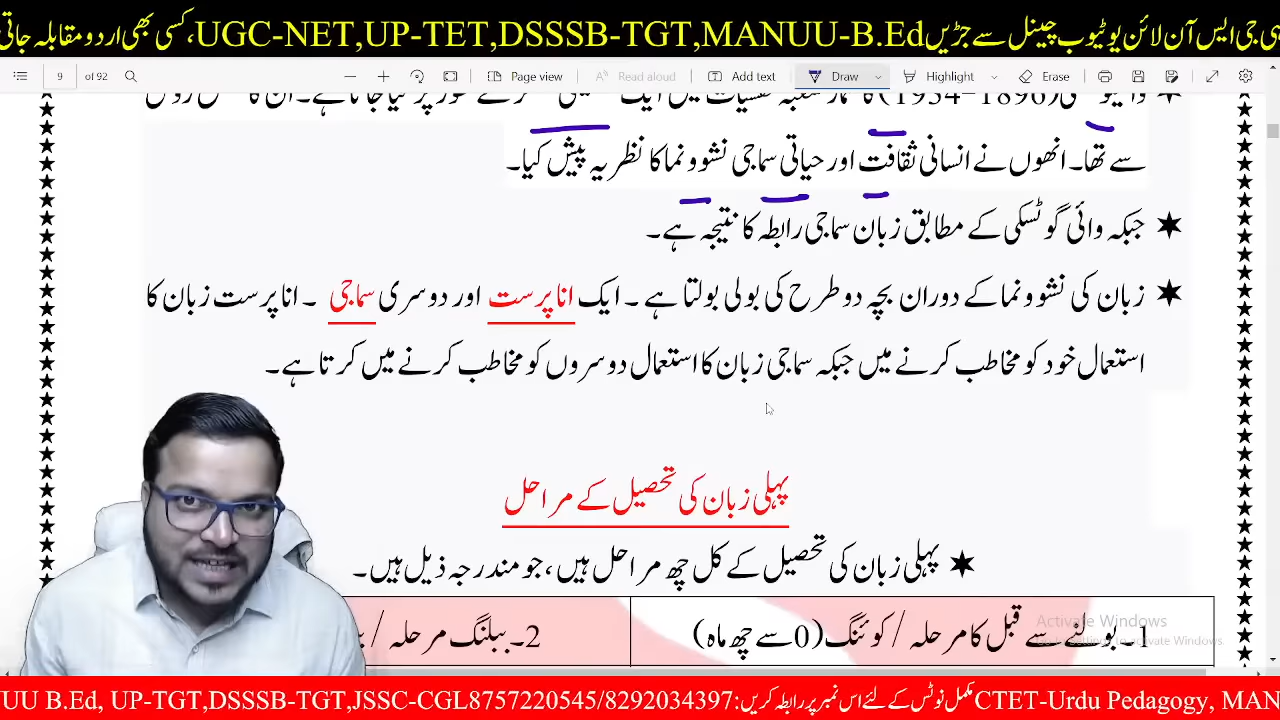 ہی جی ایس آن لائن یوٹیوب چینل سے جڑیں UGC-NET,UP-TET,DSSSB-TGT,MANUU-B.Ed، کسی بھی اردو مقابلہ جاتی
9 of 92 Page view Read aloud Add text Draw Highlight Erase
(1896–1934)
سے تھا۔ انھوں نے انسانی ثقافت اور حیاتی سماجی نشوونما کا نظریہ پیش کیا۔
جبکہ وائی گوٹسکی کے مطابق زبان سماجی رابطہ کا نتیجہ ہے۔
زبان کی نشوونما کے دوران بچہ دو طرح کی بولی بولتا ہے۔ ایک انا پرست اور دوسری سماجی ۔ انا پرست زبان کا
استعمال خود کو مخاطب کرنے میں جبکہ سماجی زبان کا استعمال دوسروں کو مخاطب کرنے میں کرتا ہے۔
پہلی زبان کی تحصیل کے مراحل
پہلی زبان کی تحصیل کے کل چھ مراحل ہیں، جو مندرجہ ذیل ہیں۔
1۔ بولنے سے قبل کا مرحلہ / کوئنگ (0 سے چھ ماہ)
2۔ ببلنگ مرحلہ /
Activate Windows
UU B.Ed, UP-TGT,DSSSB-TGT,JSSC-CGL مکمل نوٹس کے لئے اس نمبر پر رابطہ کریں:8757220545/8292034397 CTET-Urdu Pedagogy, MAN